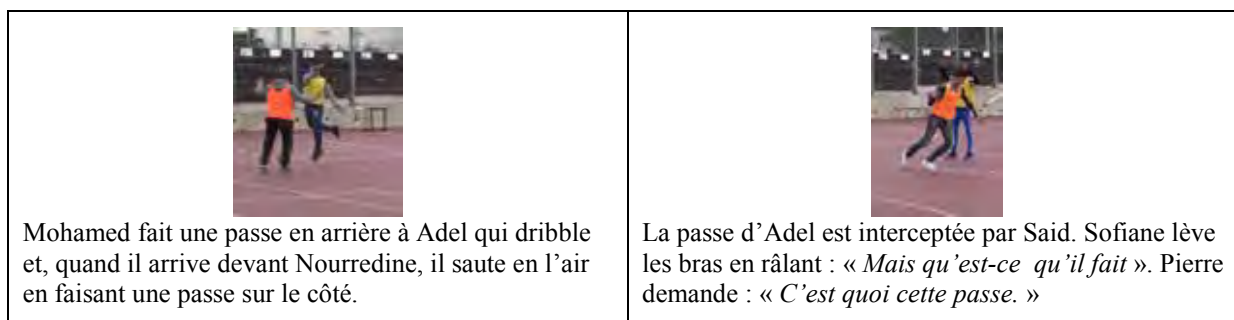 Mohamed fait une passe en arrière à Adel qui dribble
et, quand il arrive devant Nourredine, il saute en l’air
en faisant une passe sur le côté.
La passe d’Adel est interceptée par Said. Sofiane lève
les bras en râlant : « Mais qu’est-ce qu’il fait ». Pierre
demande : « C’est quoi cette passe. »